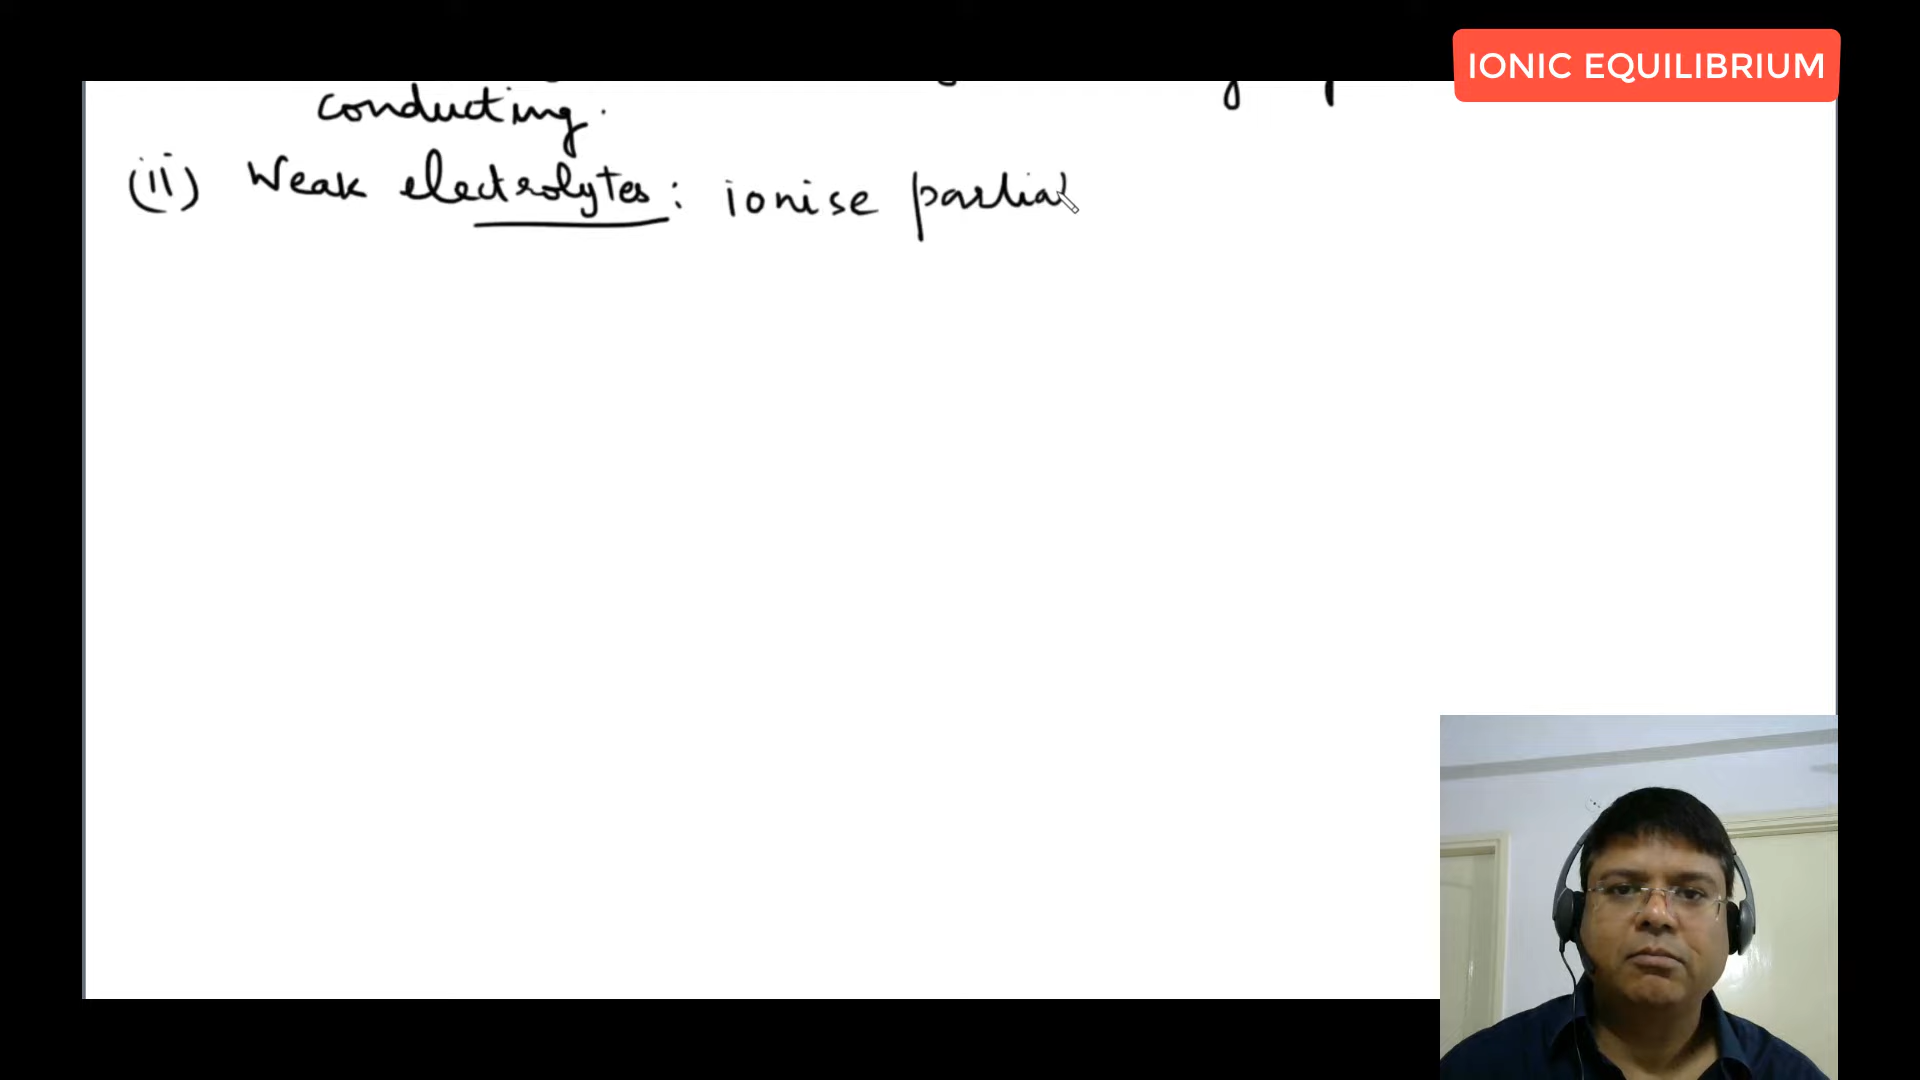 IONIC EQUILIBRIUM
conducting.
(ii) Weak electrolytes: ionise partial